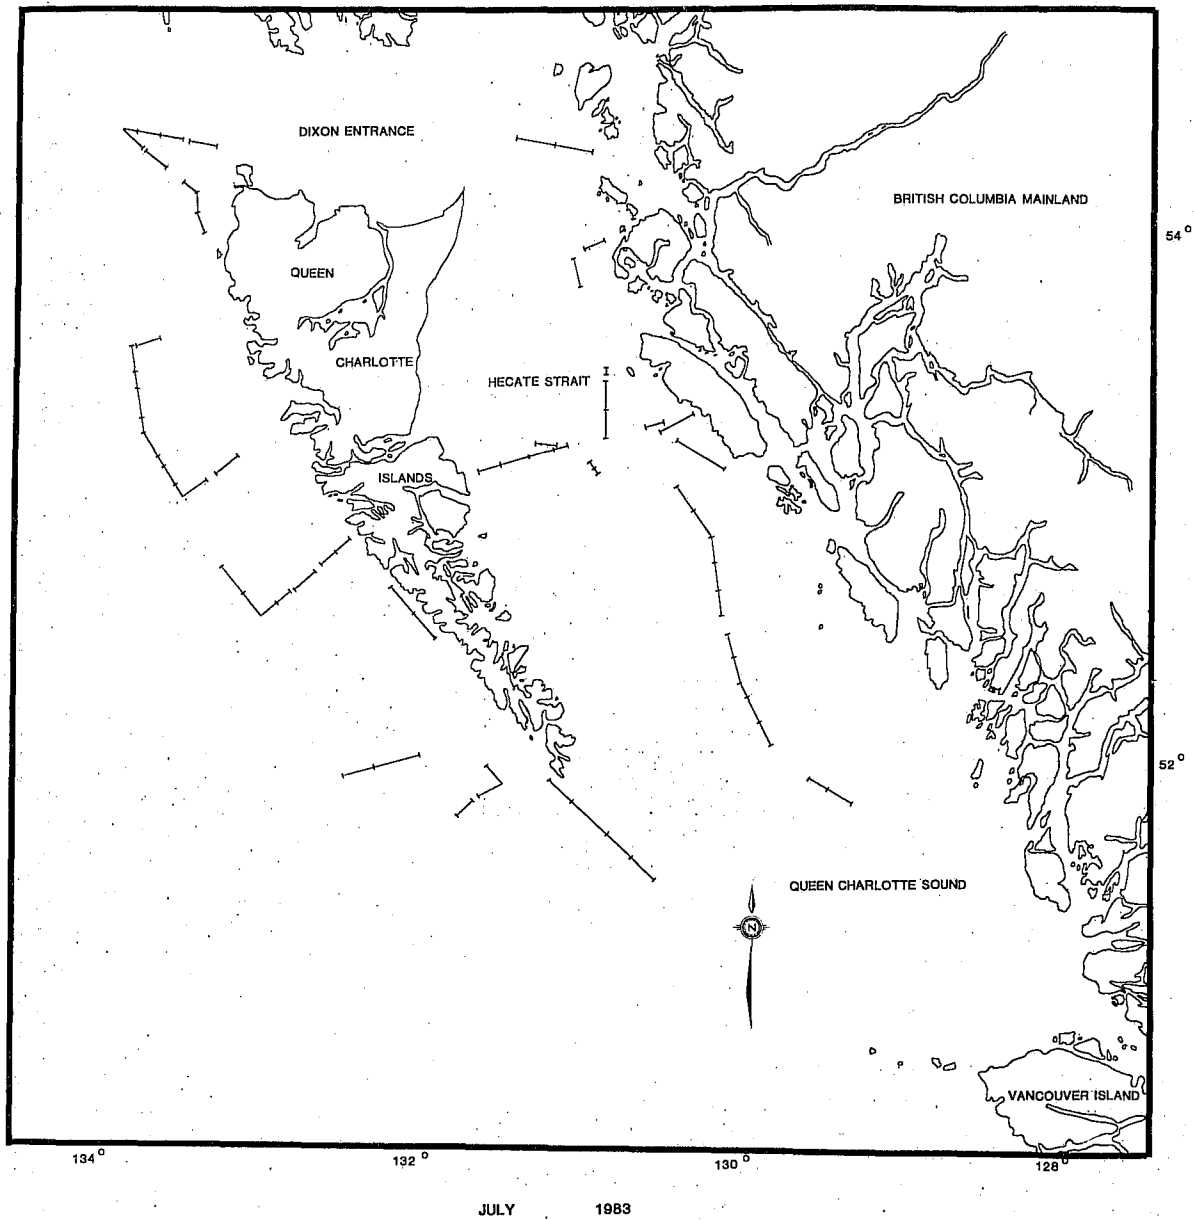 DIXON ENTRANCE
BRITISH COLUMBIA MAINLAND
54°
QUEEN
CHARLOTTE
HECATE STRAIT
ISLANDS
52°
QUEEN CHARLOTTE SOUND
N
VANCOUVER ISLAND
134° 132° 130° 128°
JULY 1983